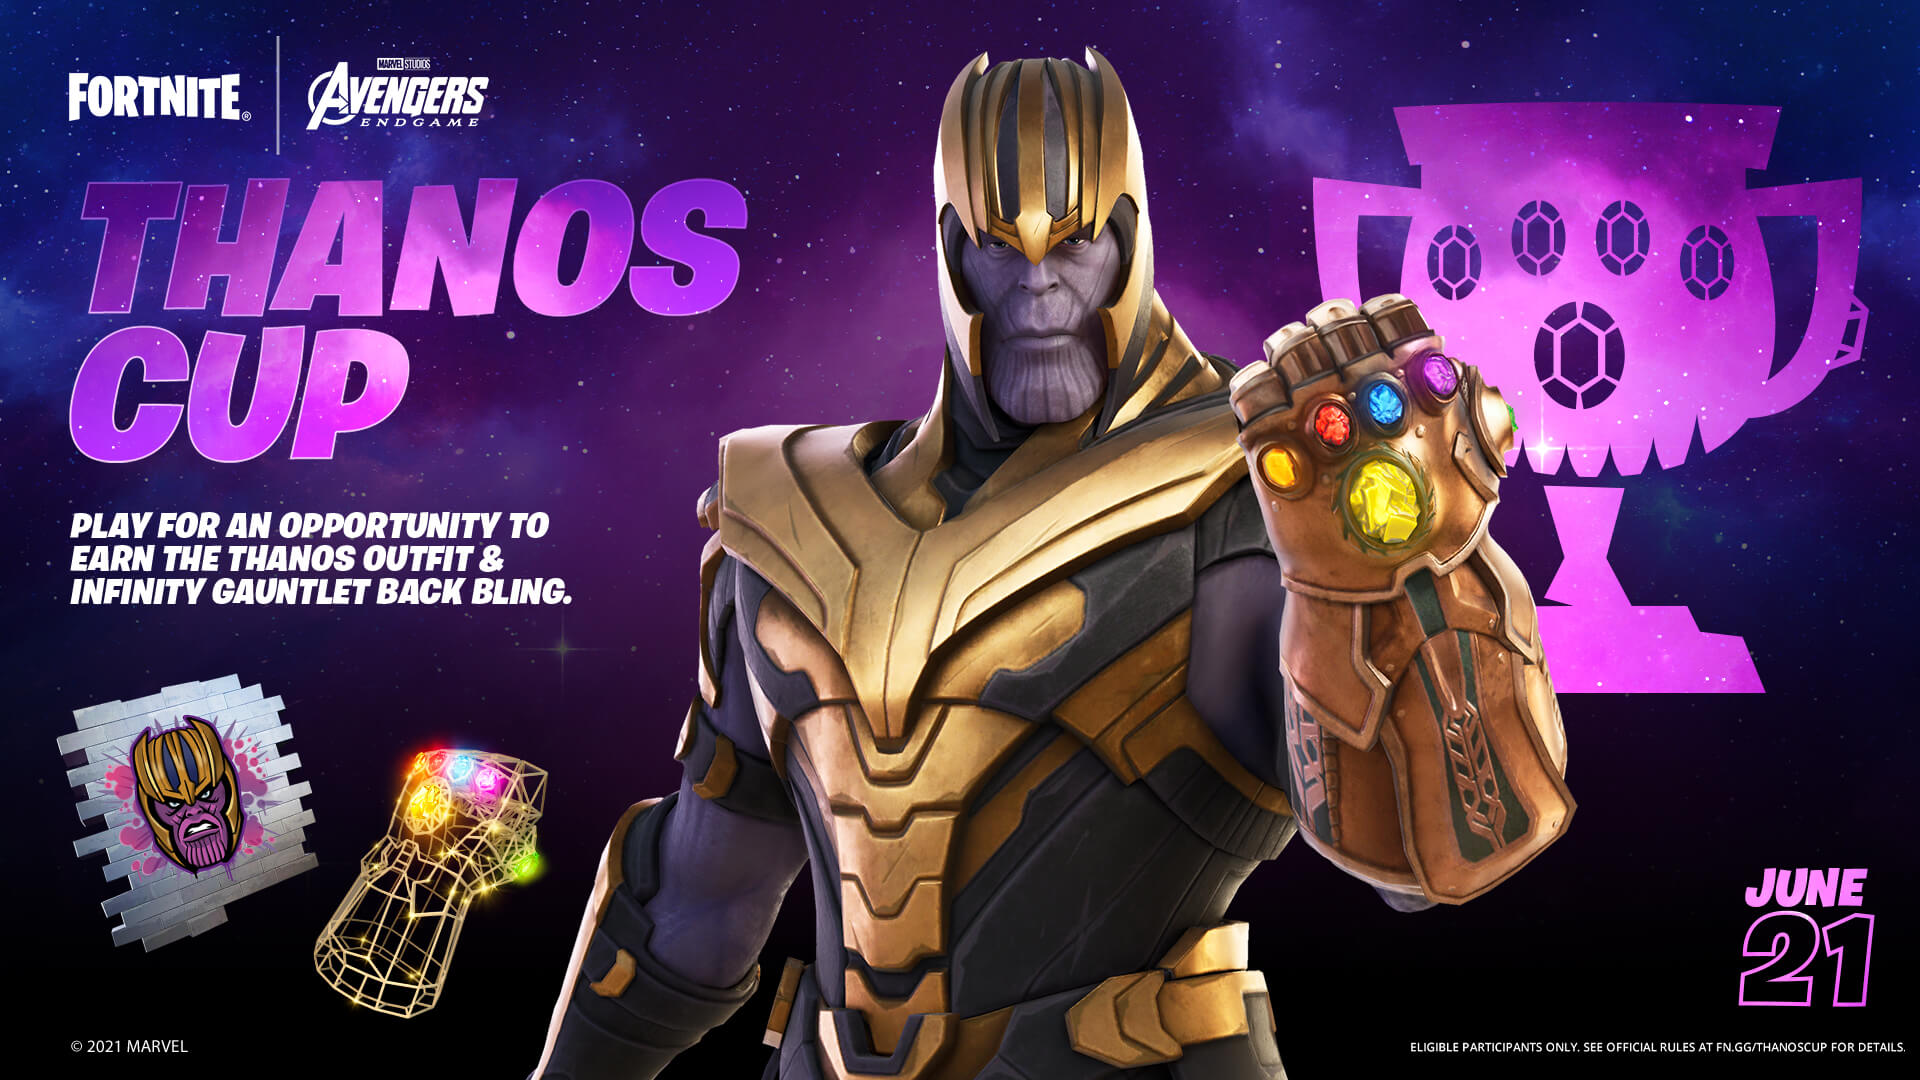 FORTNITE®
MARVEL STUDIOS
AVENGERS
ENDGAME
THANOS
CUP
PLAY FOR AN OPPORTUNITY TO
EARN THE THANOS OUTFIT &
INFINITY GAUNTLET BACK BLING.
JUNE
21
© 2021 MARVEL
ELIGIBLE PARTICIPANTS ONLY. SEE OFFICIAL RULES AT FN.GG/THANOSCUP FOR DETAILS.